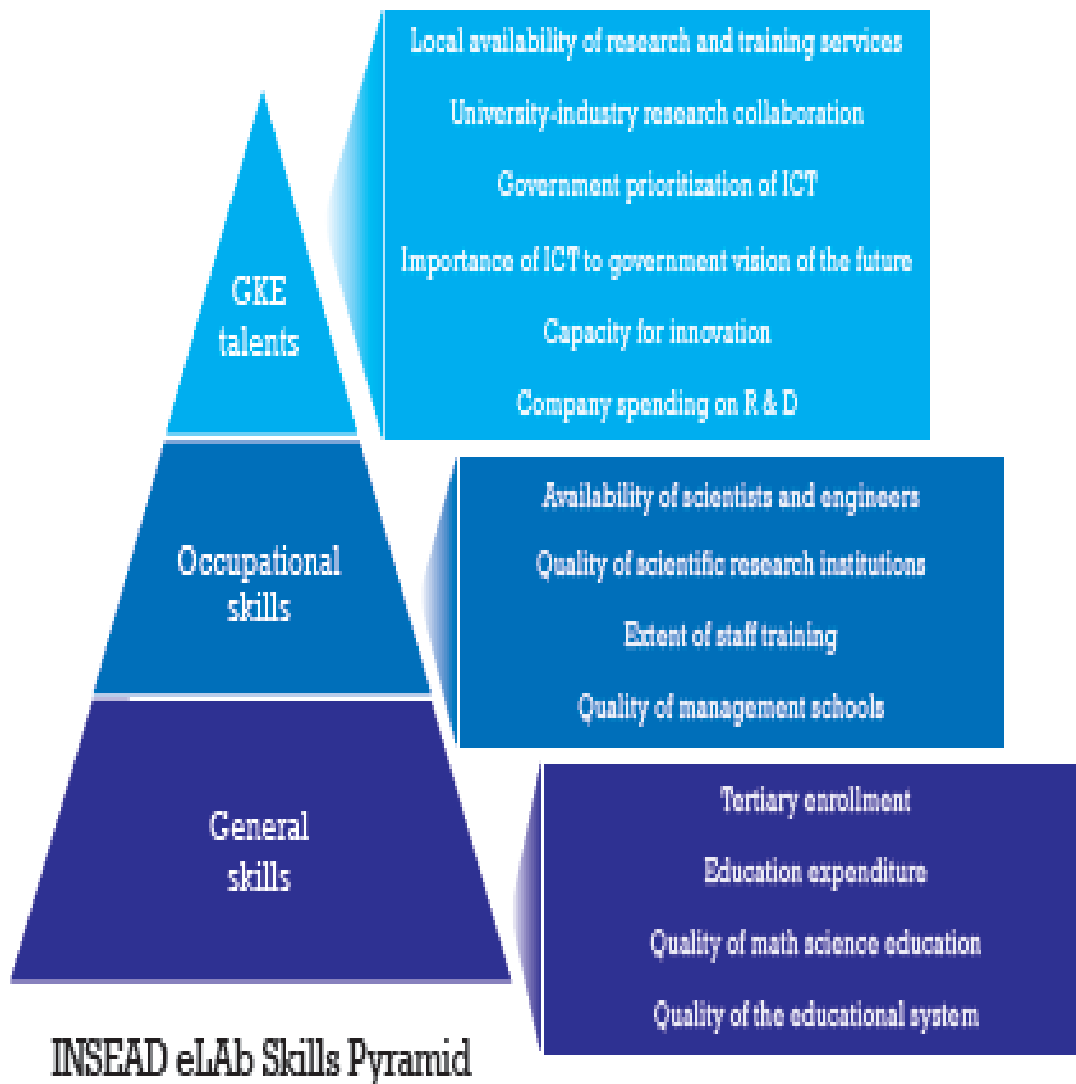 Local availability of research and training services
University-industry research collaboration
Government prioritization of ICT
Importance of ICT to government vision of the future
Capacity for innovation
Company spending on R & D
GKE
talents
Availability of scientists and engineers
Quality of scientific research institutions
Extent of staff training
Quality of management schools
Occupational
skills
Tertiary enrollment
Education expenditure
Quality of math science education
Quality of the educational system
General
skills
INSEAD eLAb Skills Pyramid